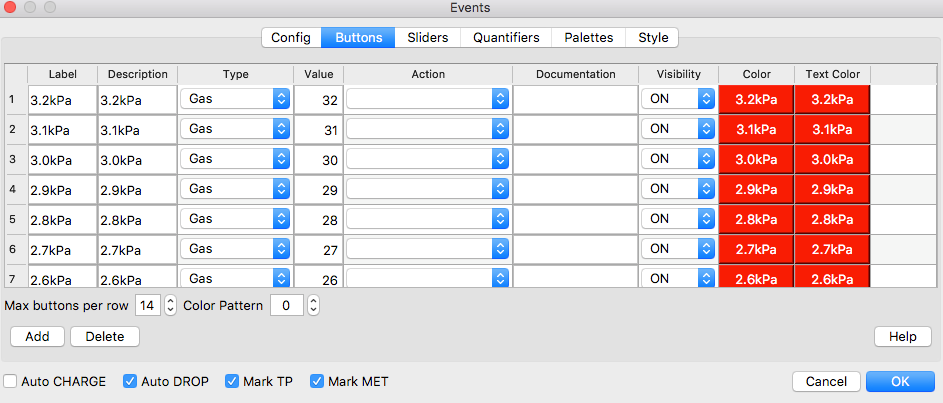 Events
Config Buttons Sliders Quantifiers Palettes Style
Label Description Type Value Action Documentation Visibility Color Text Color
1 3.2kPa 3.2kPa Gas 32 ON 3.2kPa 3.2kPa
2 3.1kPa 3.1kPa Gas 31 ON 3.1kPa 3.1kPa
3 3.0kPa 3.0kPa Gas 30 ON 3.0kPa 3.0kPa
4 2.9kPa 2.9kPa Gas 29 ON 2.9kPa 2.9kPa
5 2.8kPa 2.8kPa Gas 28 ON 2.8kPa 2.8kPa
6 2.7kPa 2.7kPa Gas 27 ON 2.7kPa 2.7kPa
7 2.6kPa 2.6kPa Gas 26 ON 2.6kPa 2.6kPa
Max buttons per row 14 Color Pattern 0
Add Delete Help
Auto CHARGE Auto DROP Mark TP Mark MET Cancel OK